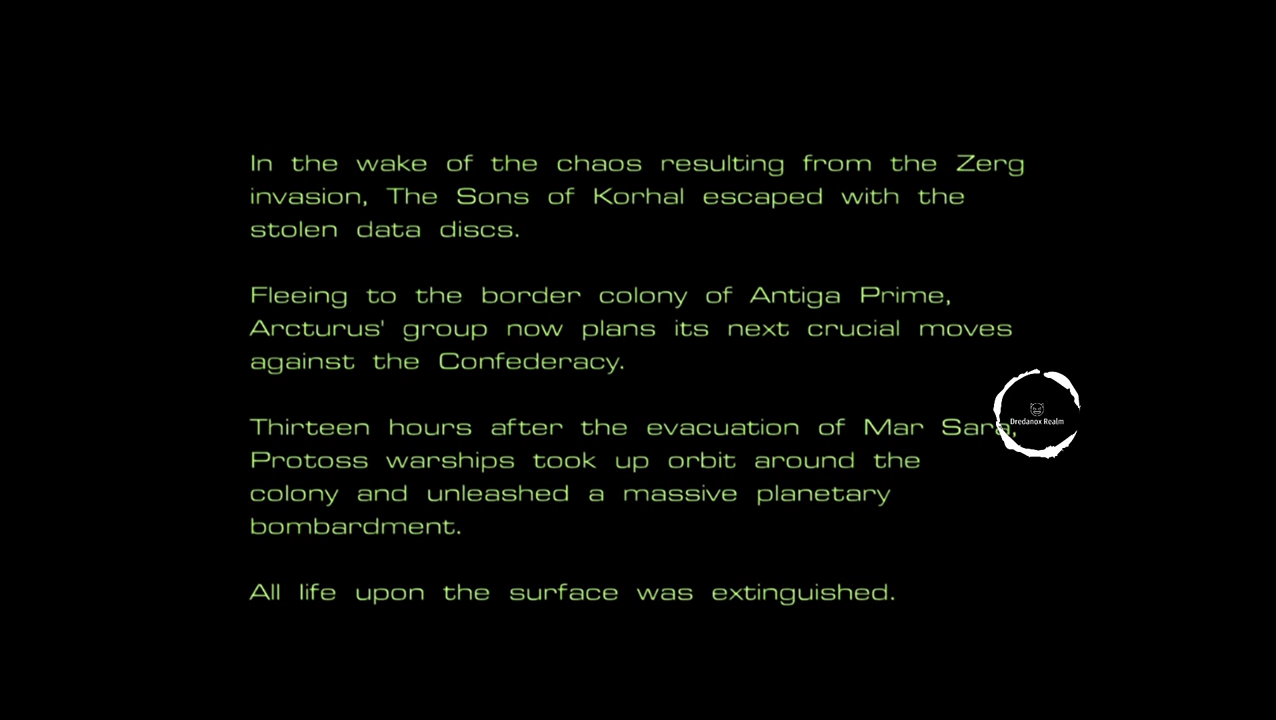 In the wake of the chaos resulting from the Zerg
invasion, The Sons of Korhal escaped with the
stolen data discs.
Fleeing to the border colony of Antiga Prime,
Arcturus' group now plans its next crucial moves
against the Confederacy.
Thirteen hours after the evacuation of Mar Sara,
Protoss warships took up orbit around the
colony and unleashed a massive planetary
bombardment.
All life upon the surface was extinguished.
Dredanox Realm